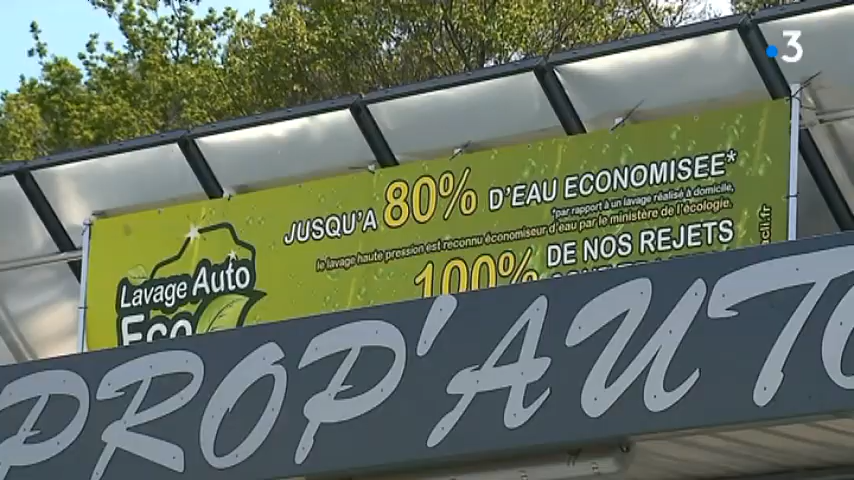 3
JUSQU'A 80% D'EAU ECONOMISEE*
*par rapport à un lavage réalisé à domicile,
le lavage haute pression est reconnu économiseur d'eau par le ministère de l'écologie.
100% DE NOS REJETS
Lavage Auto
Eco
PROP'AUTO